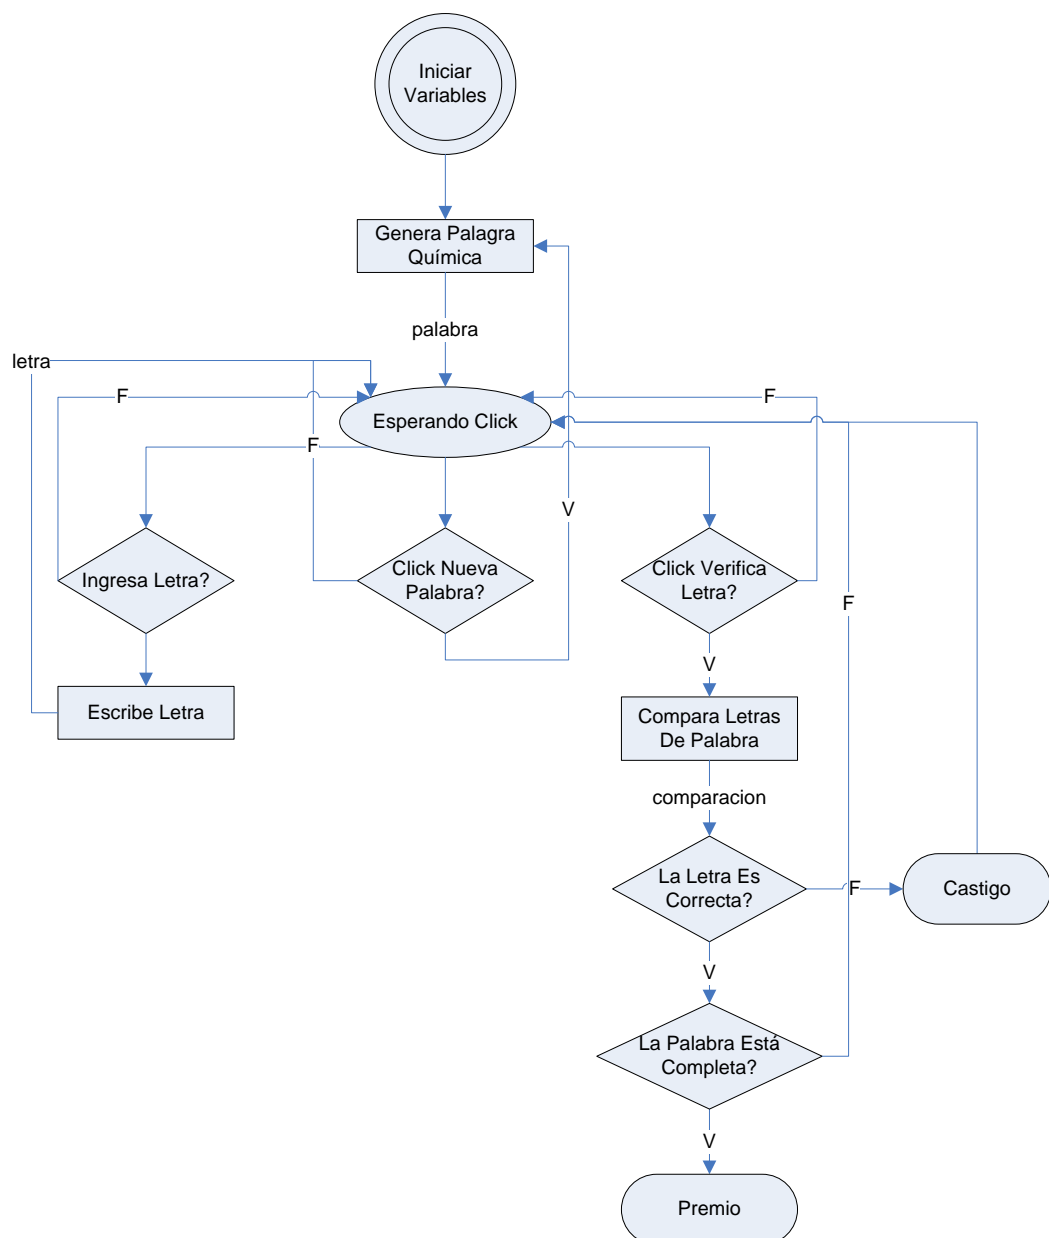 Iniciar
Variables
Genera Palagra
Química
palabra
letra
F
F
Esperando Click
F
V
Ingresa Letra?
Click Nueva
Palabra?
Click Verifica
Letra?
F
V
Escribe Letra
Compara Letras
De Palabra
comparacion
La Letra Es
Correcta?
F
Castigo
V
La Palabra Está
Completa?
V
Premio